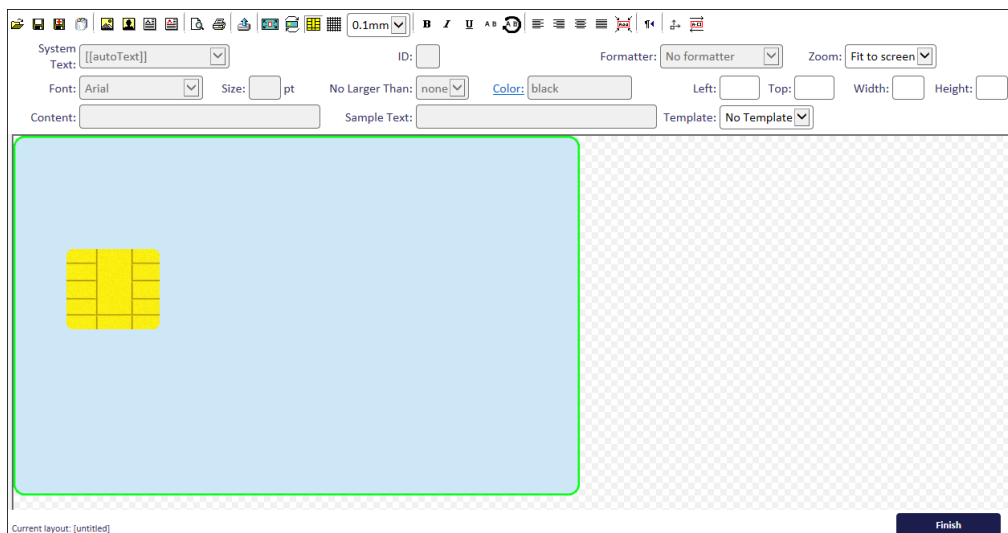 0.1mm B I U A B A B
System Text: [[autoText]] ID: Formatter: No formatter Zoom: Fit to screen
Font: Arial Size: pt No Larger Than: none Color: black Left: Top: Width: Height:
Content: Sample Text: Template: No Template
Current layout: [untitled] Finish